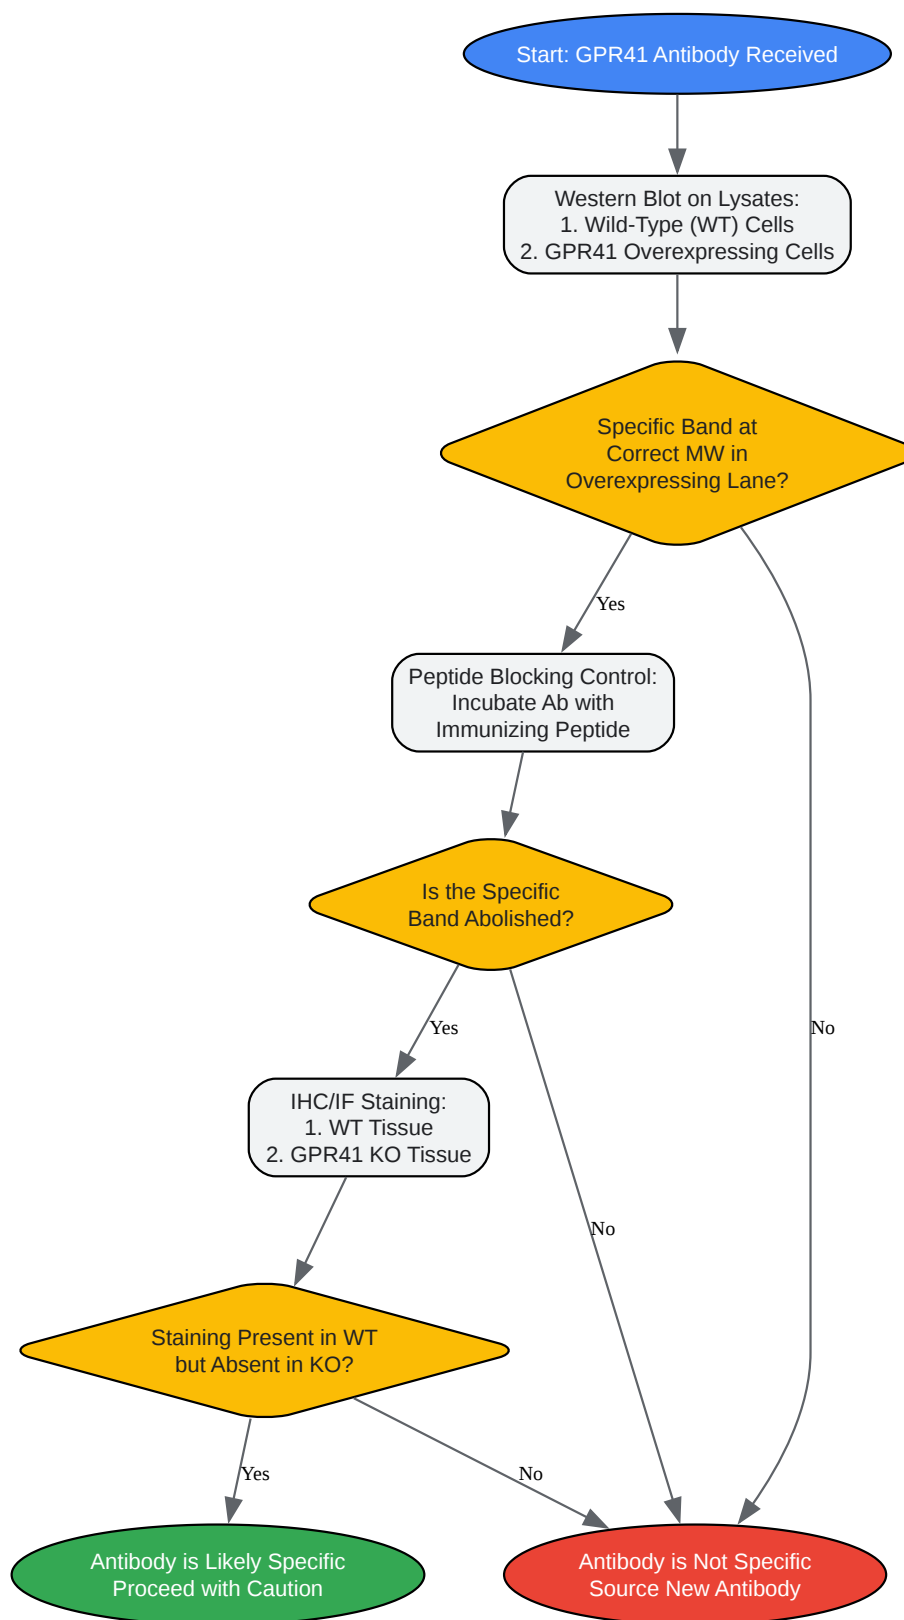 Start: GPR41 Antibody Received
Western Blot on Lysates:
1. Wild-Type (WT) Cells
2. GPR41 Overexpressing Cells
Specific Band at
Correct MW in
Overexpressing Lane?
Yes
Peptide Blocking Control:
Incubate Ab with
Immunizing Peptide
Is the Specific
Band Abolished?
Yes
No
IHC/IF Staining:
1. WT Tissue
2. GPR41 KO Tissue
No
Staining Present in WT
but Absent in KO?
Yes
No
Antibody is Likely Specific
Proceed with Caution
Antibody is Not Specific
Source New Antibody